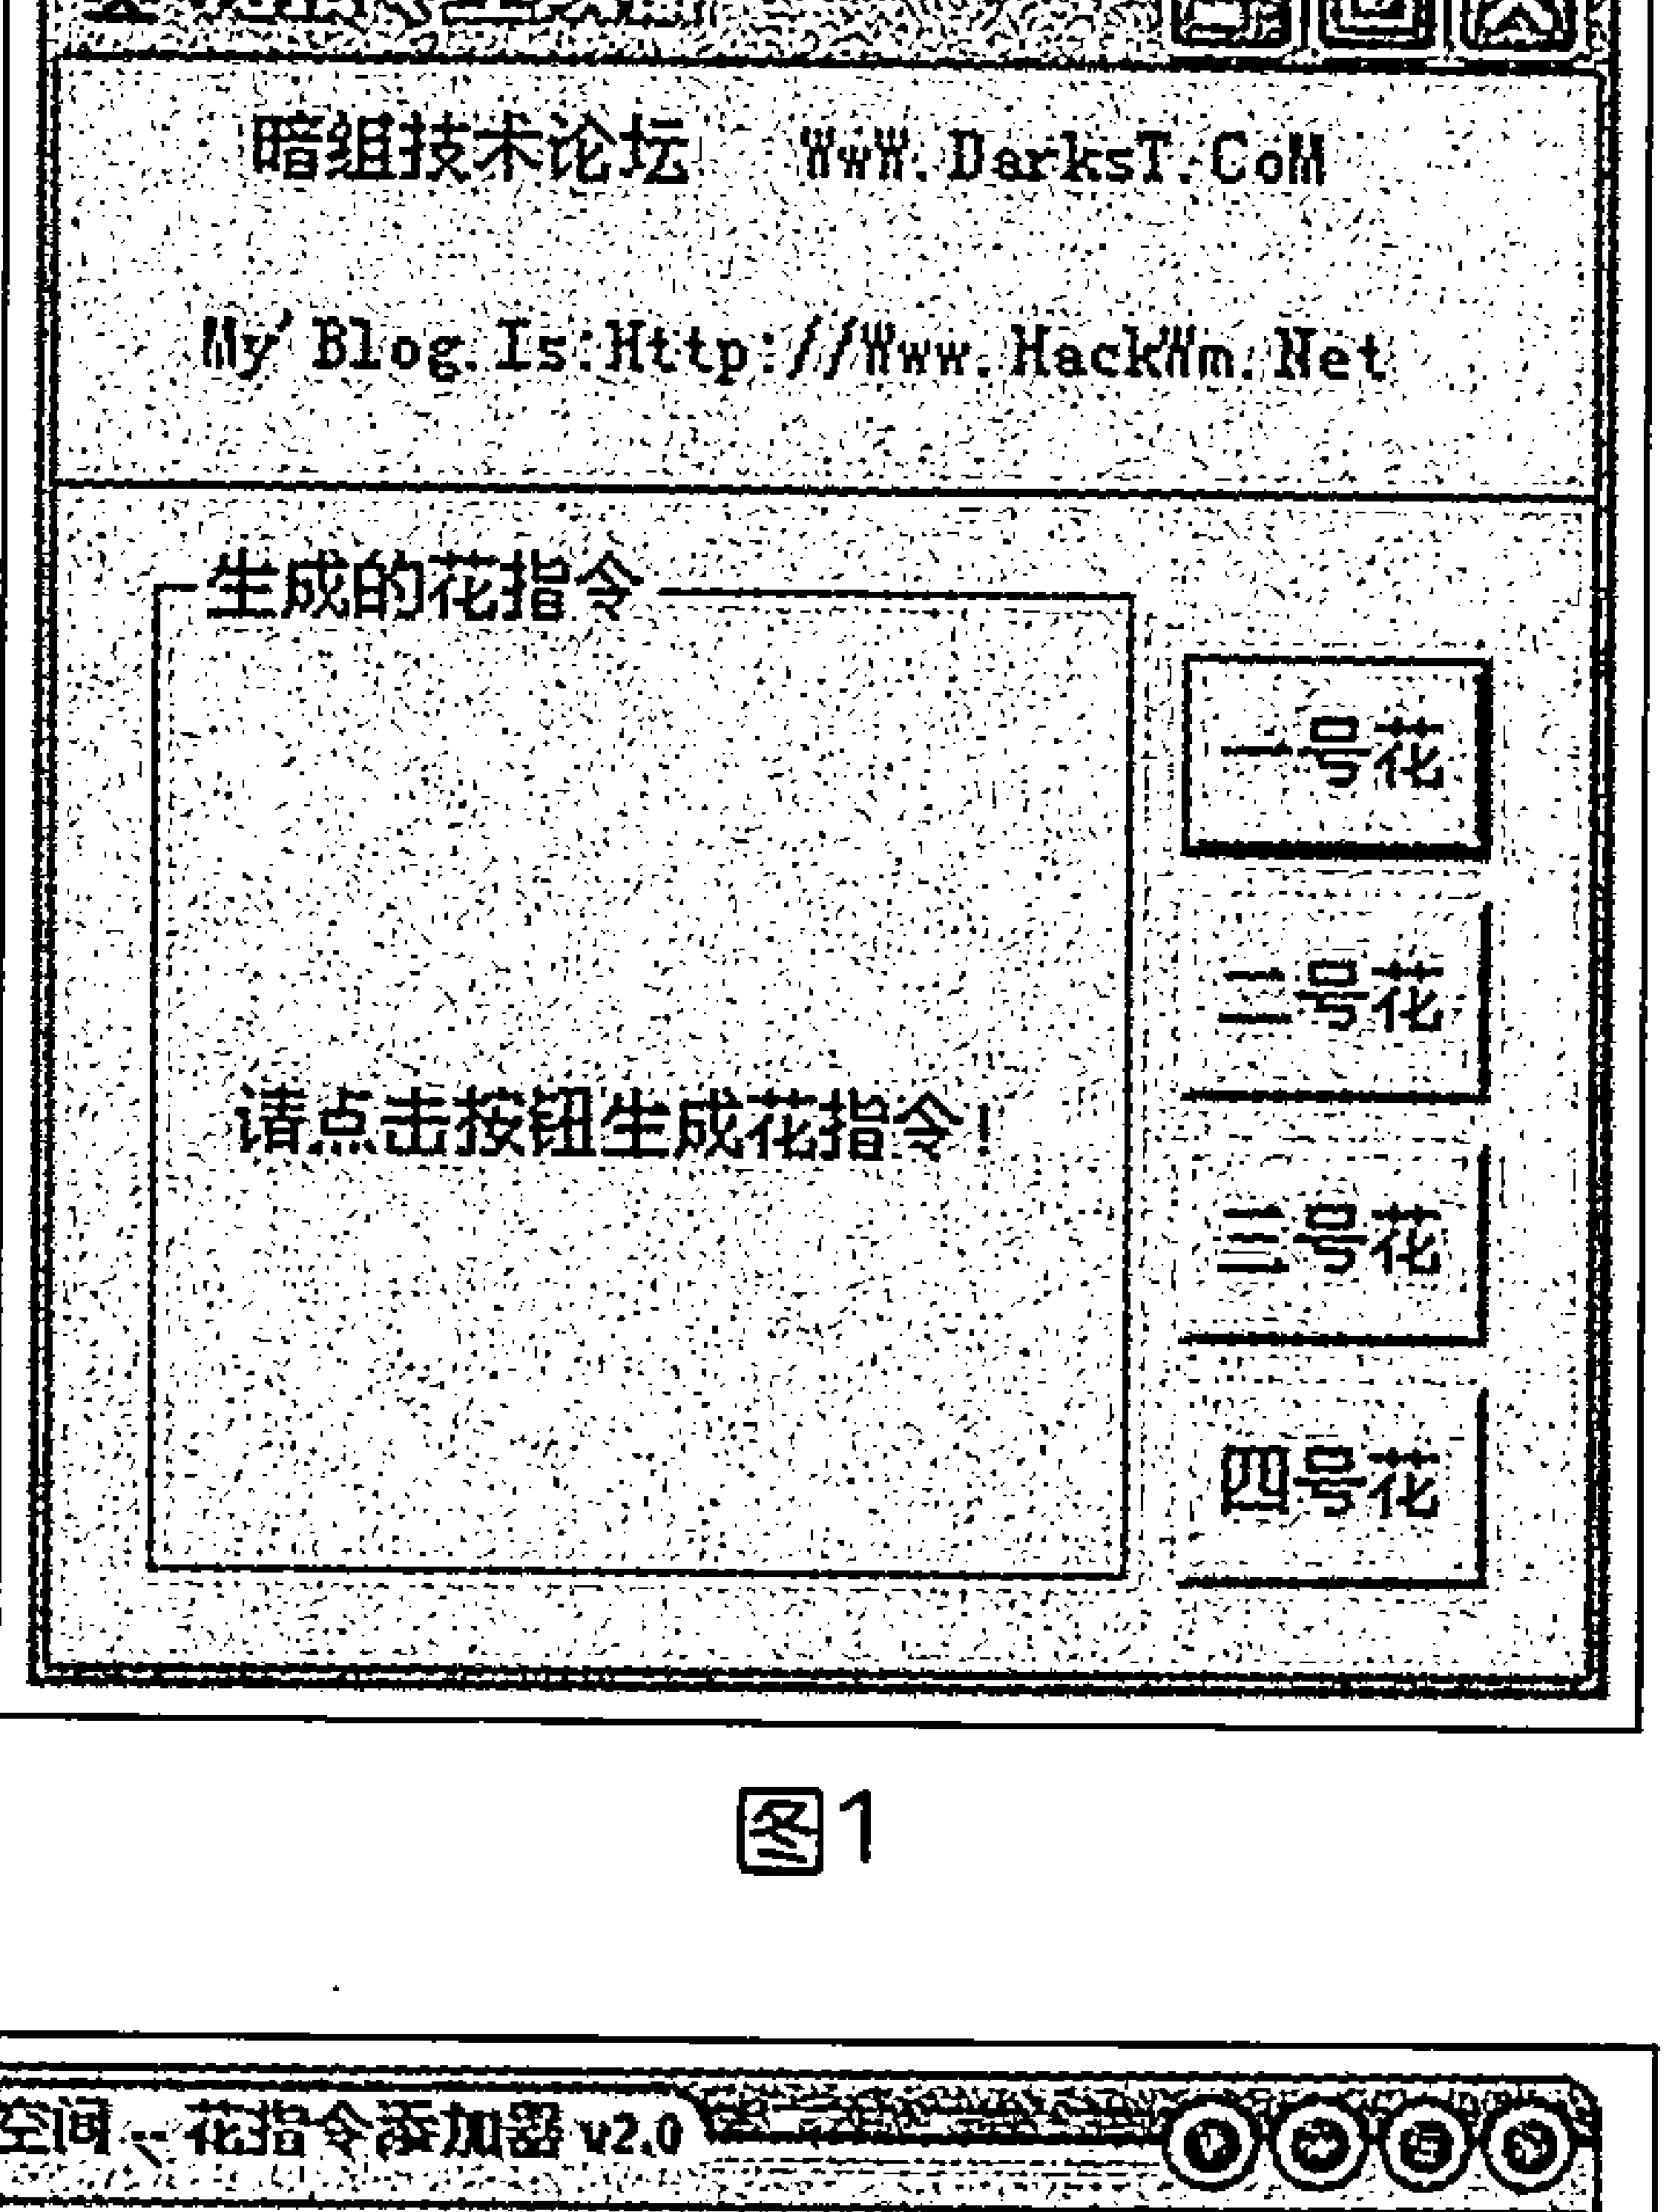 暗组技术论坛 WwW.DarksT.CoM
My Blog Is:Http://Www.HackWm.Net
生成的花指令
一号花
二号花
请点击按钮生成花指令!
三号花
四号花
图1
空间 -- 花指令添加器 v2.0